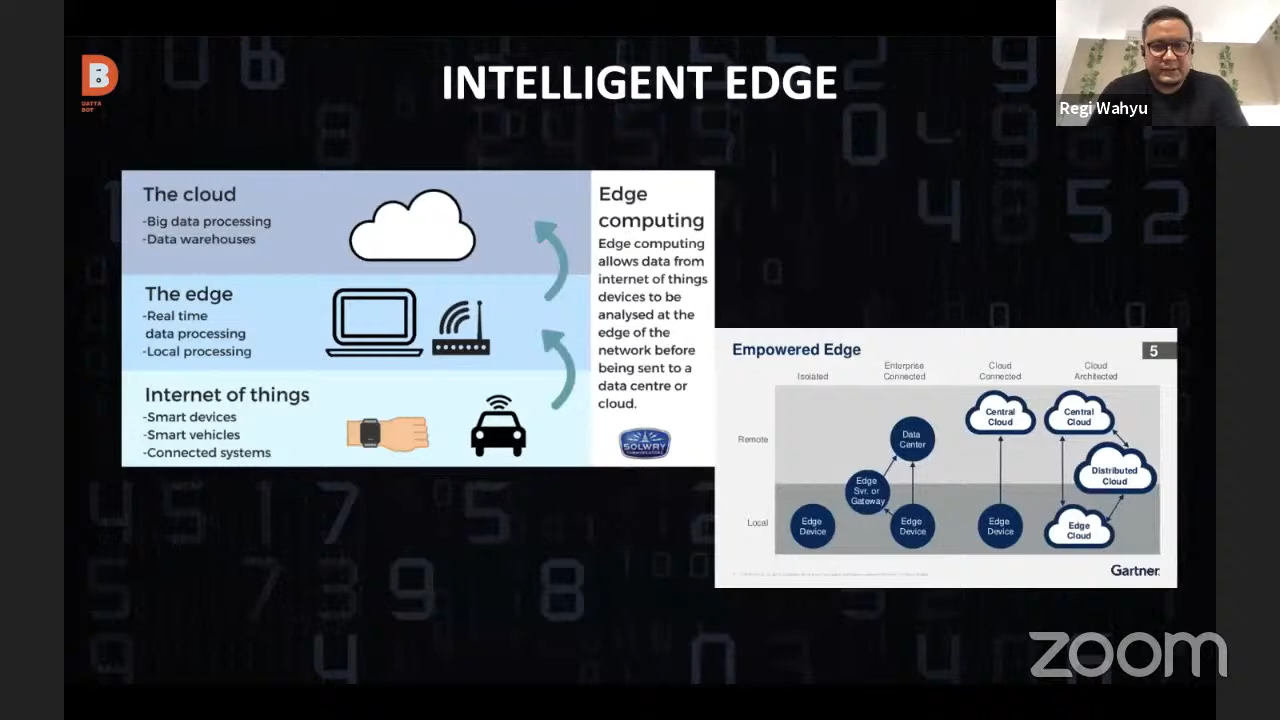 B
DATTA
BOT
INTELLIGENT EDGE
Regi Wahyu
The cloud
-Big data processing
-Data warehouses
The edge
-Real time
data processing
-Local processing
Internet of things
-Smart devices
-Smart vehicles
-Connected systems
Edge
computing
Edge computing
allows data from
internet of things
devices to be
analysed at the
edge of the
network before
being sent to a
data centre or
cloud.
SOLWAY
COMMUNICATIONS
Empowered Edge
5
Isolated
Enterprise
Connected
Cloud
Connected
Cloud
Architected
Remote
Local
Edge
Device
Edge
Svr. or
Gateway
Data
Center
Edge
Device
Central
Cloud
Edge
Device
Central
Cloud
Distributed
Cloud
Edge
Cloud
Gartner
zoom